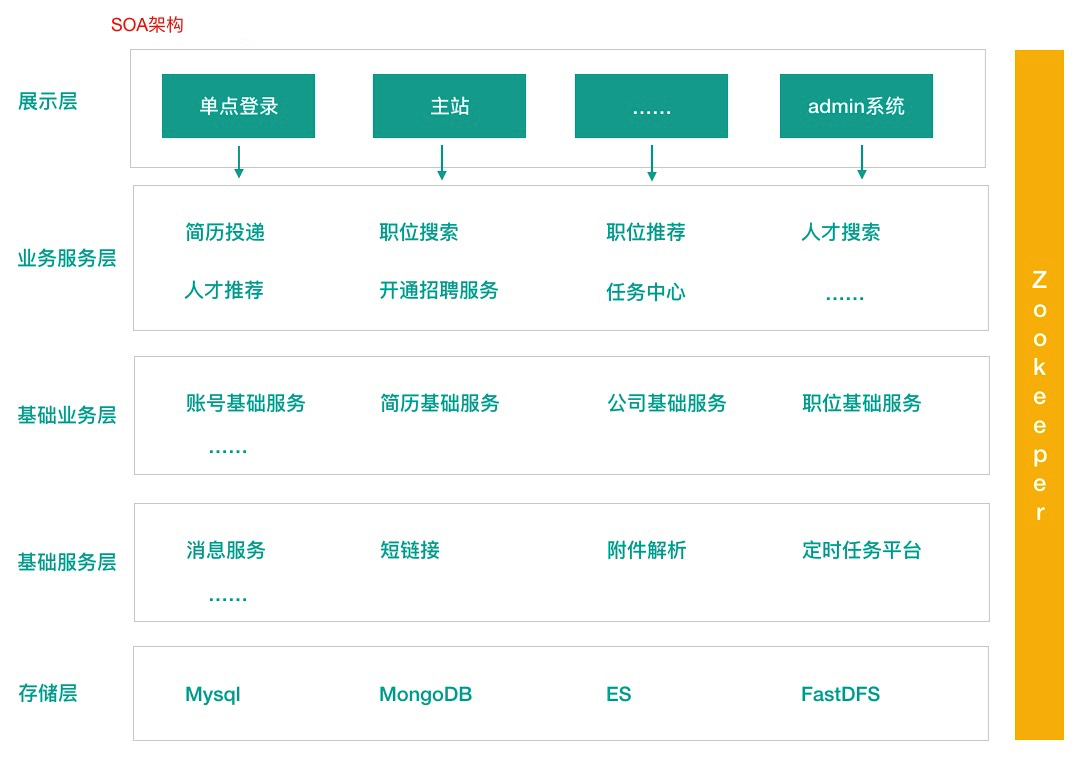 SOA架构
展示层
单点登录
主站
......
admin系统
业务服务层
简历投递
职位搜索
职位推荐
人才搜索
人才推荐
开通招聘服务
任务中心
......
基础业务层
账号基础服务
简历基础服务
公司基础服务
职位基础服务
......
基础服务层
消息服务
短链接
附件解析
定时任务平台
......
存储层
Mysql
MongoDB
ES
FastDFS
Zookeeper